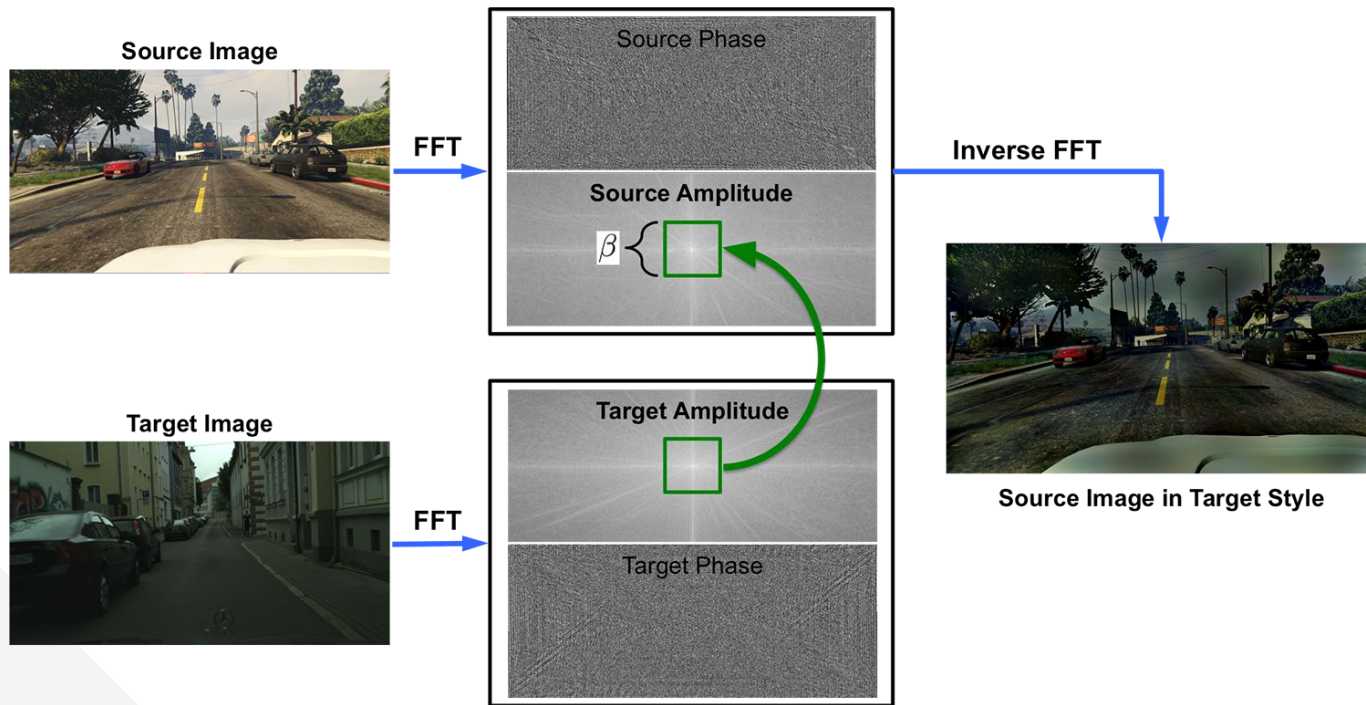 Source Image
FFT
Source Phase
Source Amplitude
β
Inverse FFT
Source Image in Target Style
Target Image
FFT
Target Amplitude
Target Phase